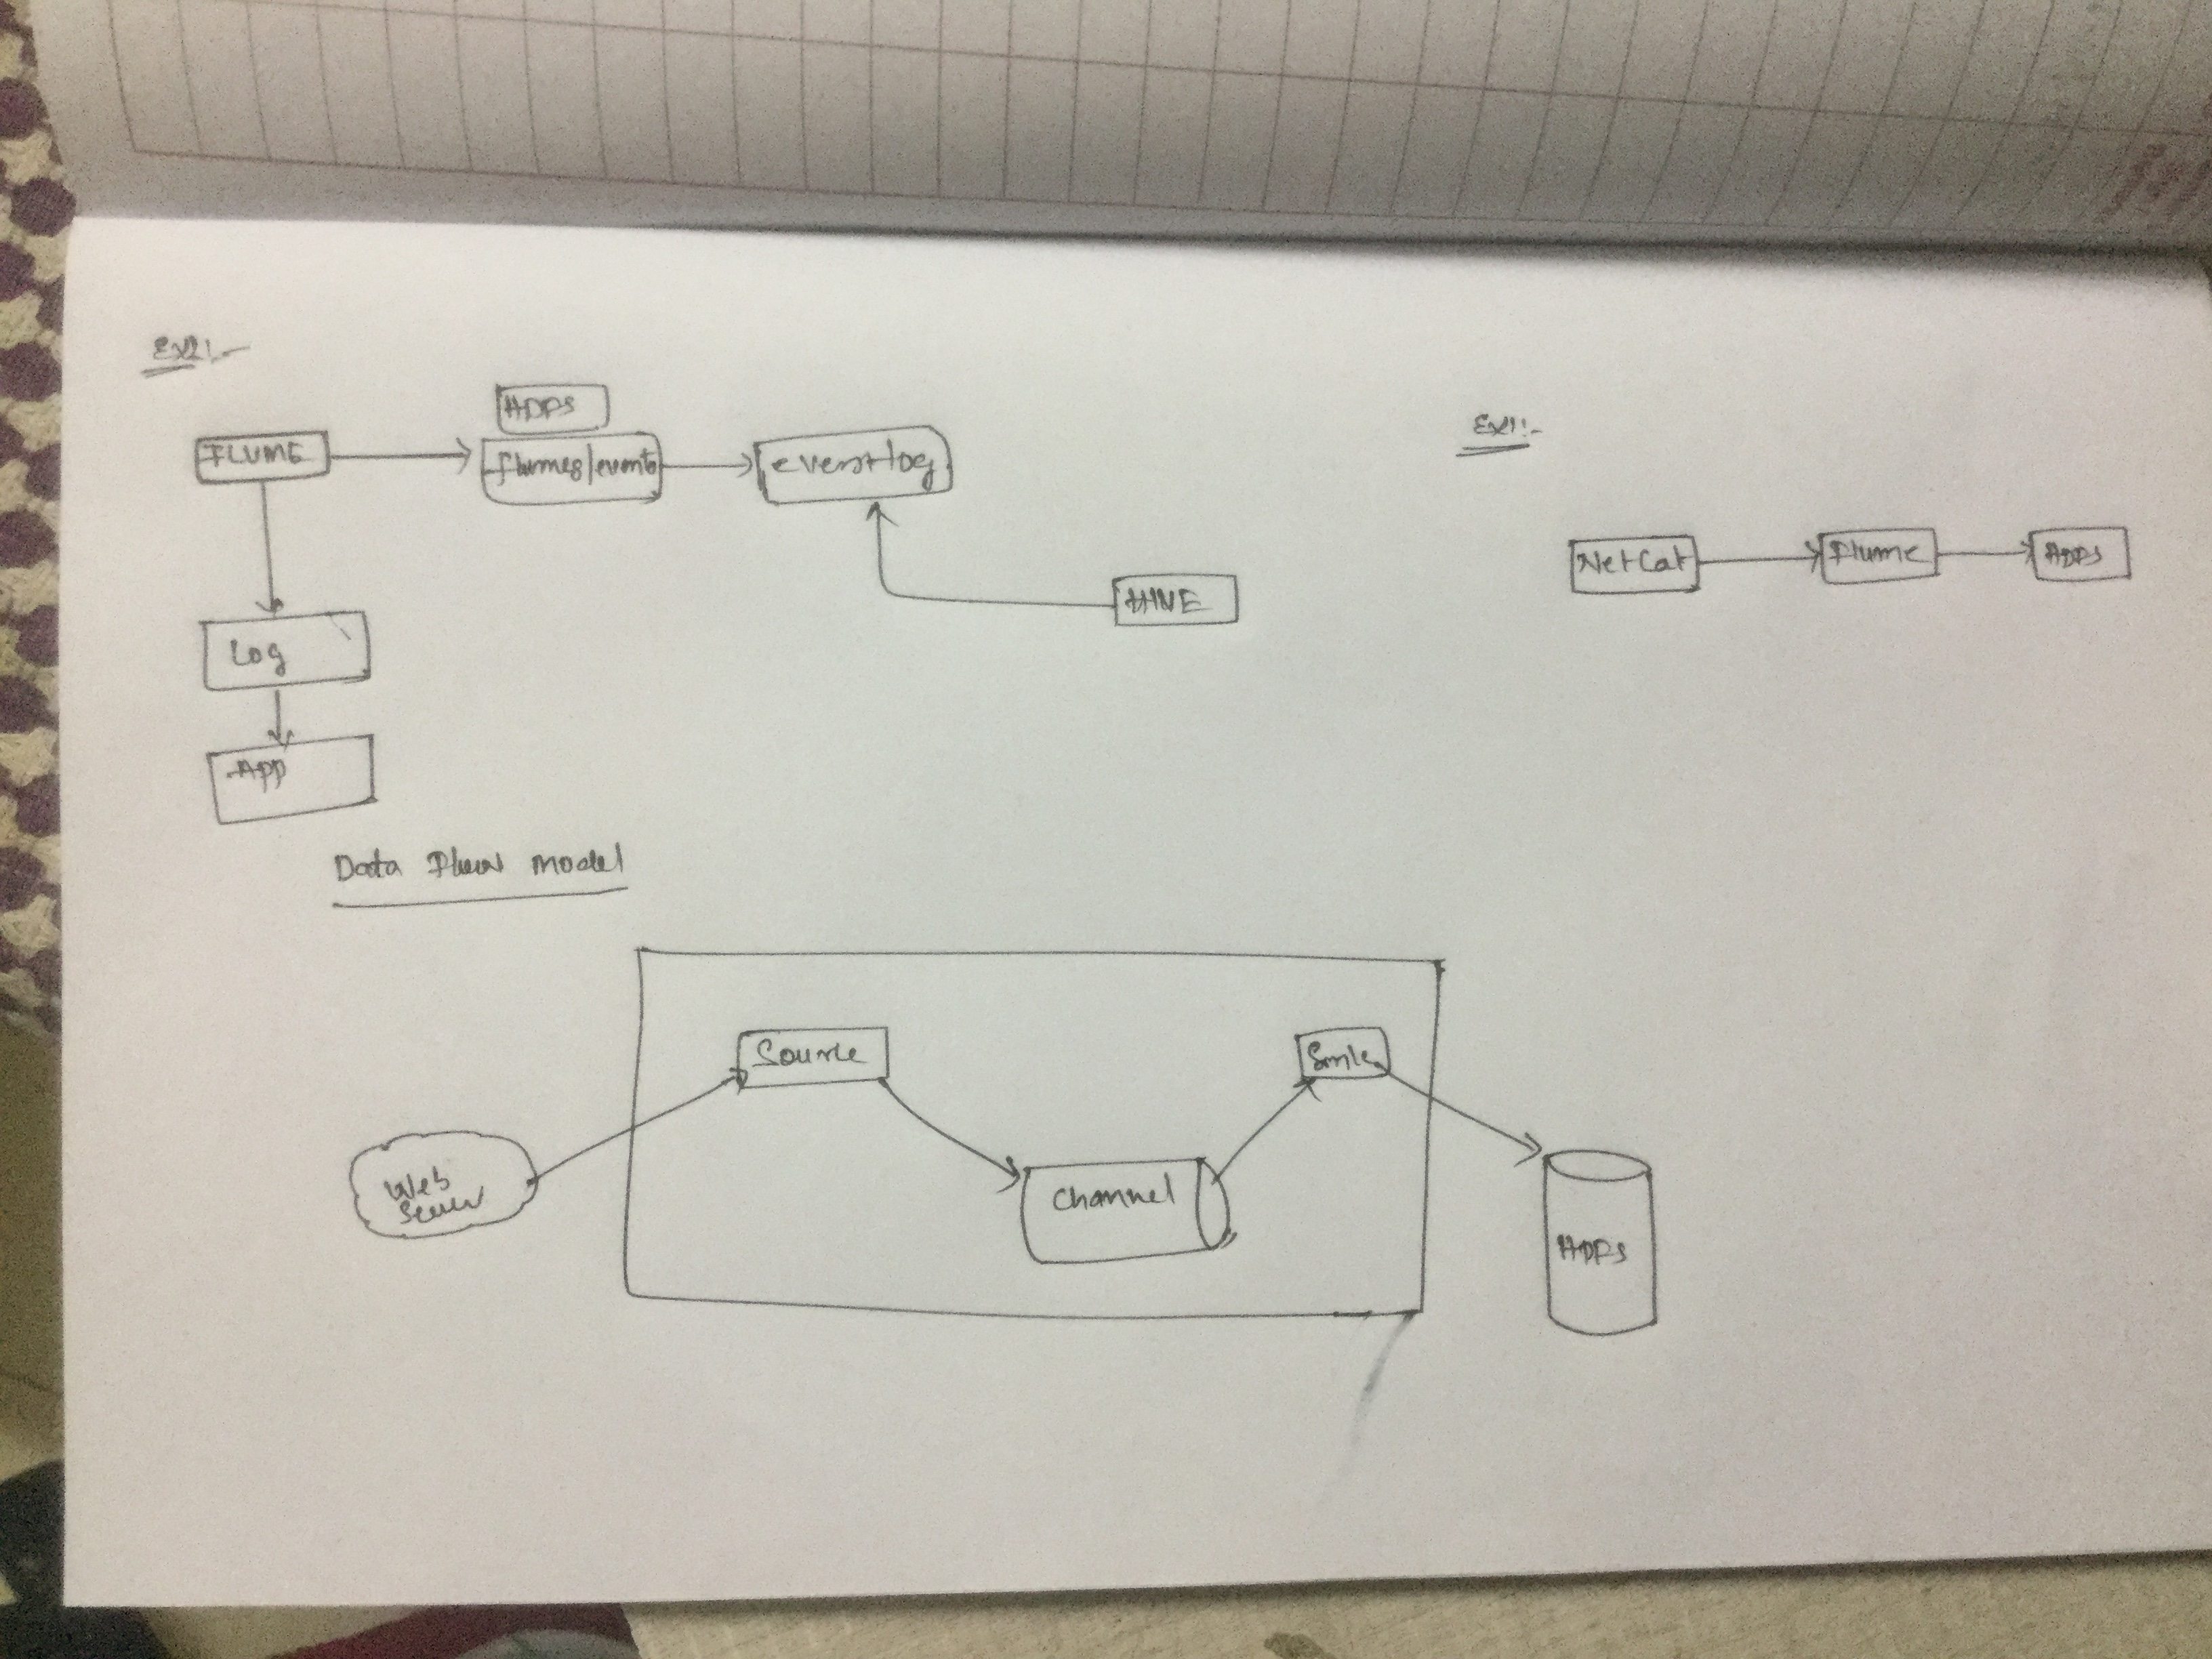 Ex2:-
HDFS
FLUME
flumes/events
eventlog
HIVE
Log
App
Ex1:-
NetCat
Flume
HDFS
Data Flow model
Source
Sink
Web
Server
Channel
HDFS